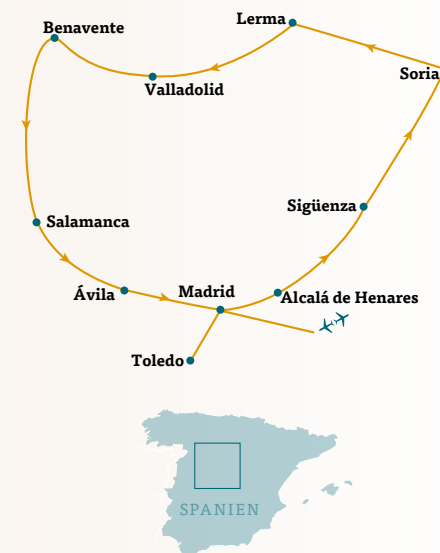 Lerma
Benavente
Soria
Valladolid
Sigüenza
Salamanca
Ávila
Madrid
Alcalá de Henares
Toledo
SPANIEN